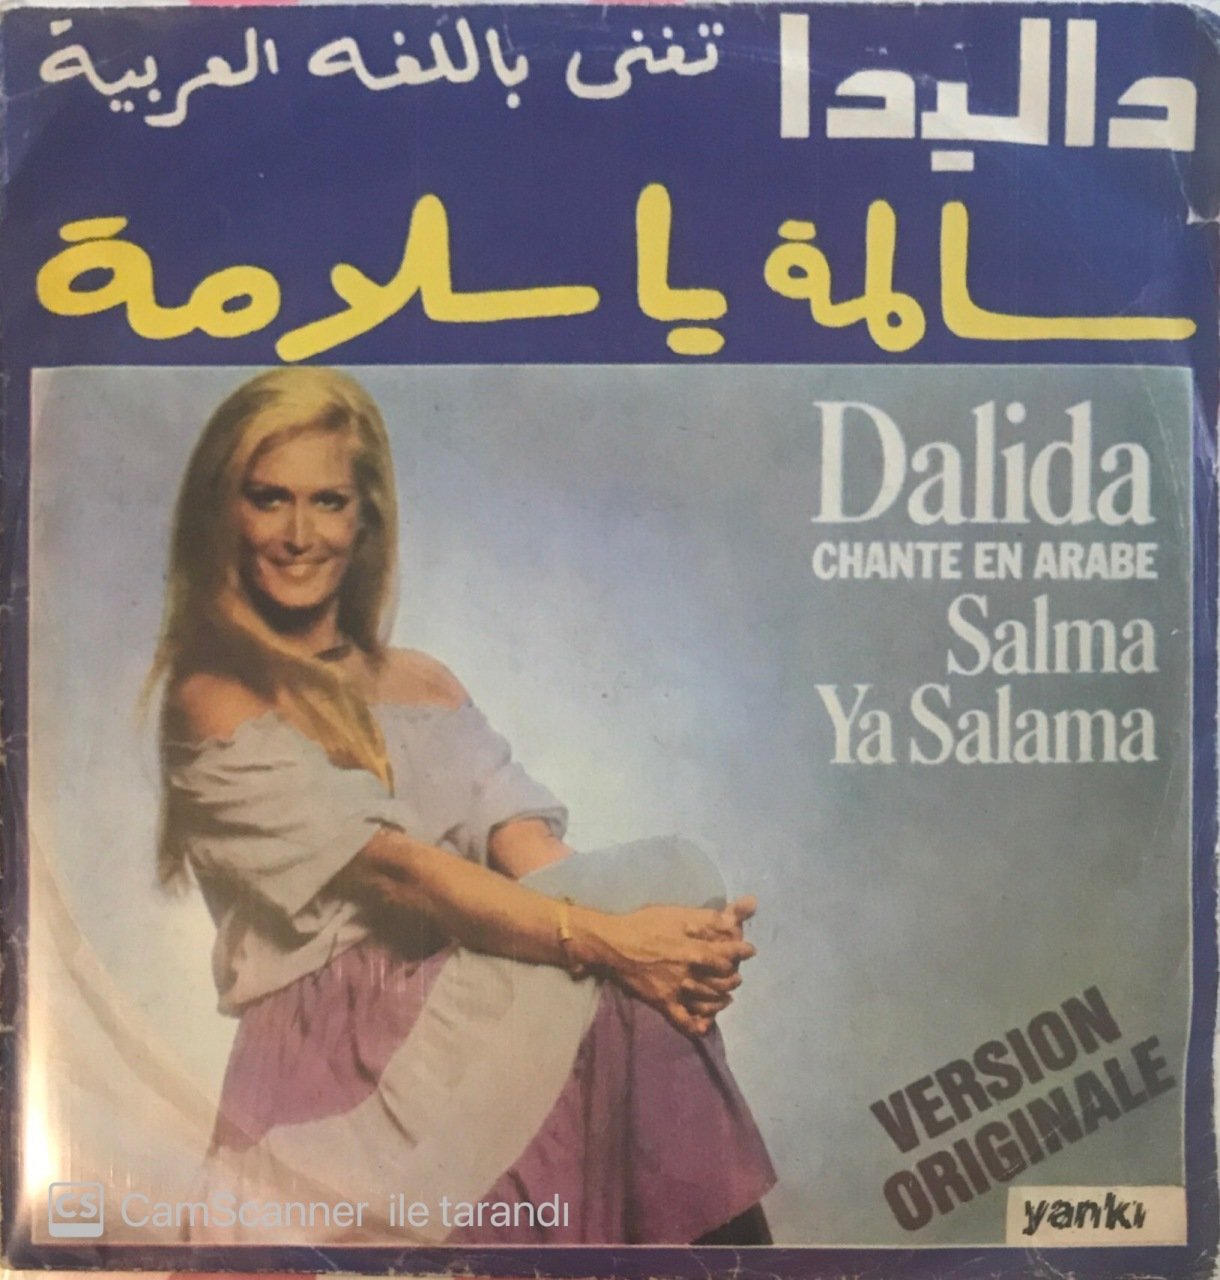 داليدا تغنى باللغه العربية
سالمة يا سلامة
Dalida
CHANTE EN ARABE
Salma
Ya Salama
VERSION
ORIGINALE
yankı
CS CamScanner ile tarandı